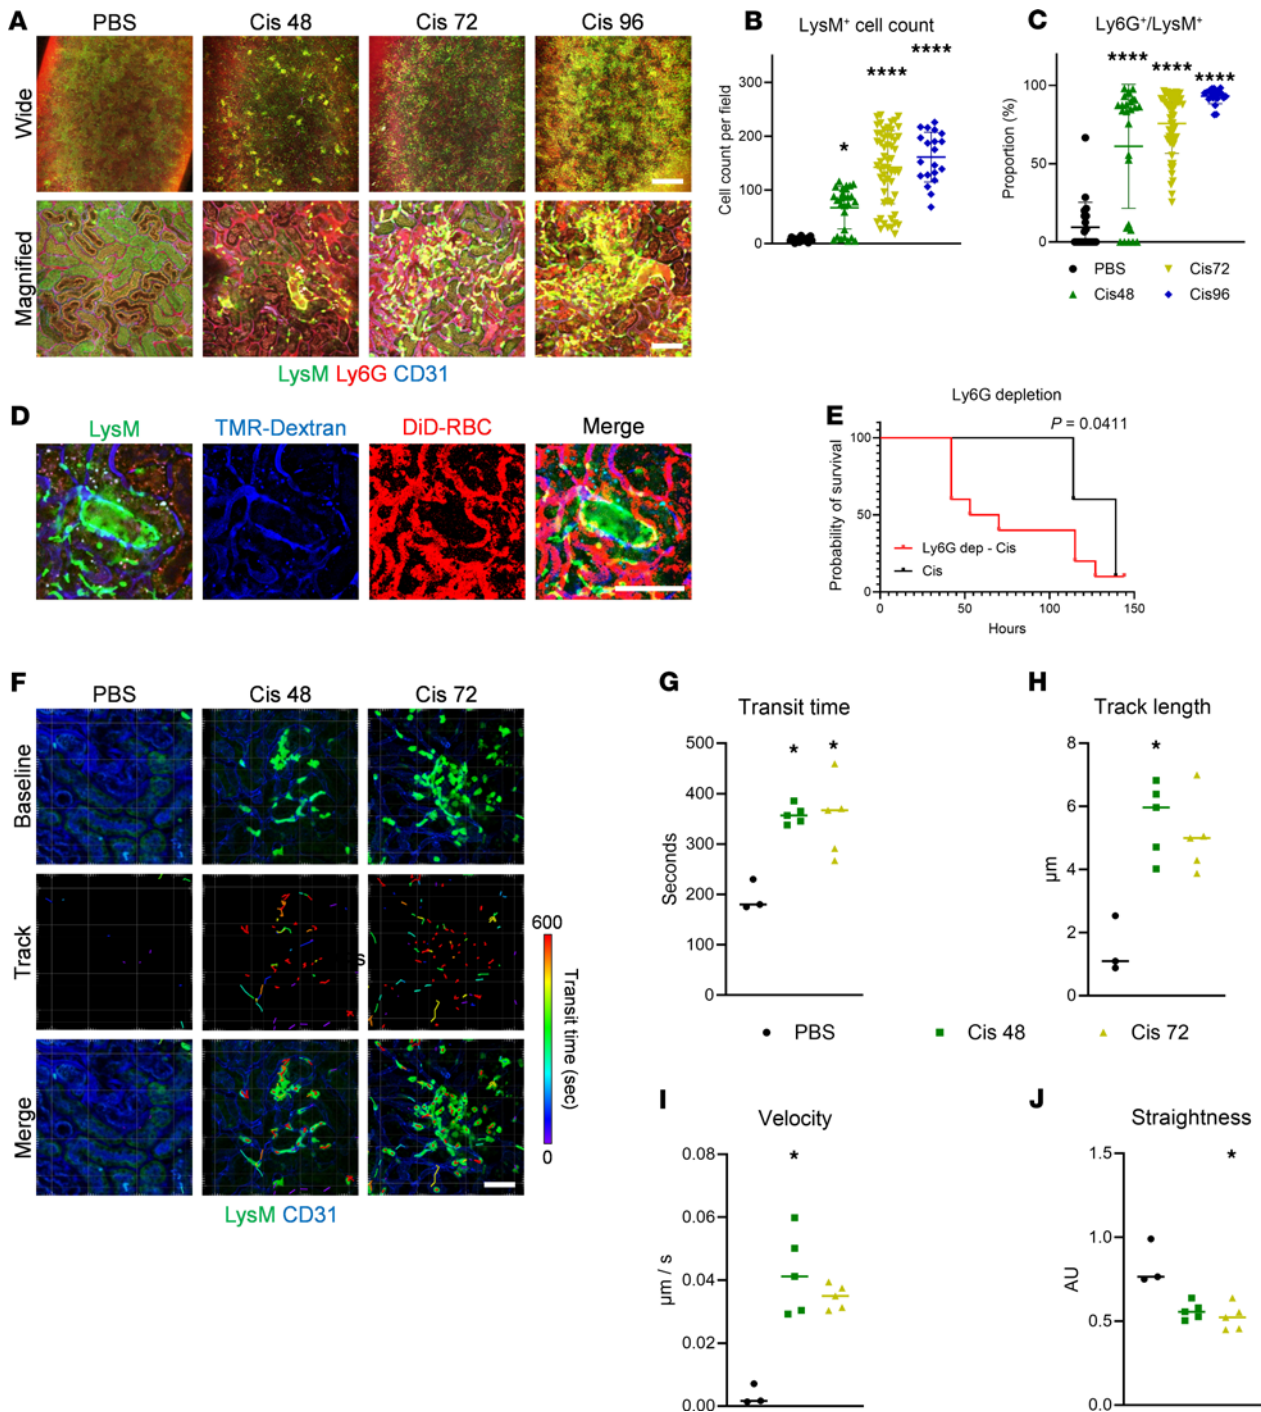 A
PBS
Cis 48
Cis 72
Cis 96
Wide
Magnified
LysM Ly6G CD31
B
LysM⁺ cell count
****
****
*
Cell count per field
300
200
100
0
C
Ly6G⁺/LysM⁺
****
****
****
Proportion (%)
100
50
0
PBS
Cis72
Cis48
Cis96
D
LysM
TMR-Dextran
DiD-RBC
Merge
E
Ly6G depletion
P = 0.0411
Probability of survival
100
50
0
Ly6G dep - Cis
Cis
0
50
100
150
Hours
F
PBS
Cis 48
Cis 72
Baseline
Track
Merge
s
600
Transit time (sec)
0
LysM CD31
G
Transit time
*
*
Seconds
500
400
300
200
100
0
H
Track length
*
µm
8
6
4
2
0
PBS
Cis 48
Cis 72
I
Velocity
*
µm / s
0.08
0.06
0.04
0.02
0.00
J
Straightness
*
AU
1.5
1.0
0.5
0.0